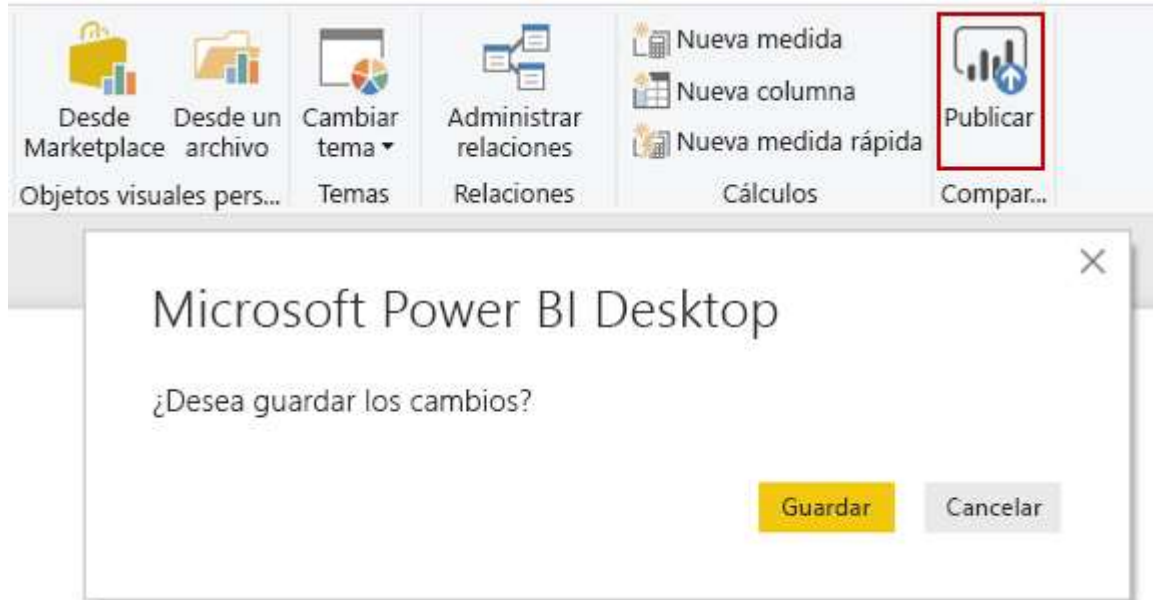 Desde Marketplace
Desde un archivo
Cambiar tema
Administrar relaciones
Nueva medida
Nueva columna
Nueva medida rápida
Publicar
Objetos visuales pers...
Temas
Relaciones
Cálculos
Compar...
Microsoft Power BI Desktop
¿Desea guardar los cambios?
Guardar
Cancelar